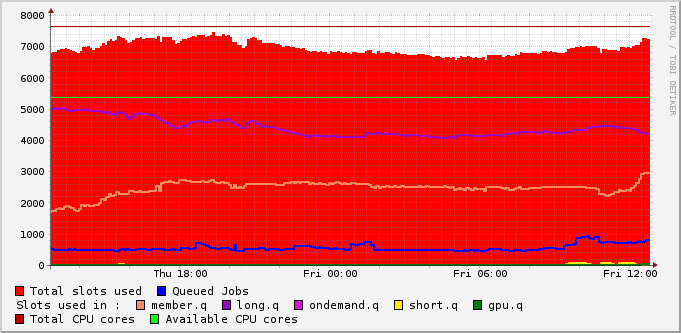 8000
7000
6000
5000
4000
3000
2000
1000
0
Thu 18:00 Fri 00:00 Fri 06:00 Fri 12:00
Total slots used Queued Jobs
Slots used in : member.q long.q ondemand.q short.q gpu.q
Total CPU cores Available CPU cores
RRDTOOL / TOBI OETIKER